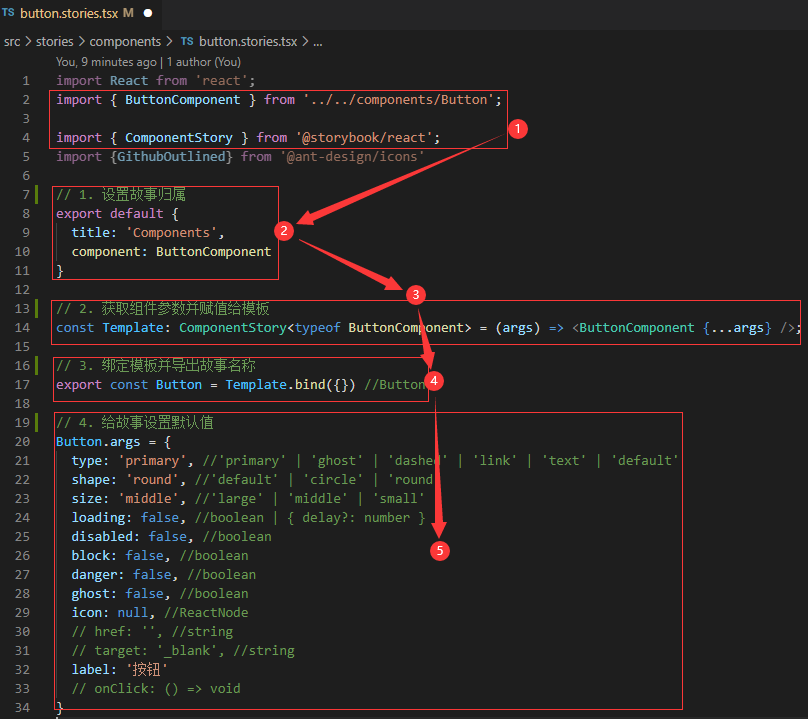 TS button.stories.tsx M ●
src > stories > components > TS button.stories.tsx > ...
You, 9 minutes ago | 1 author (You)
1 import React from 'react';
2 import { ButtonComponent } from '../../components/Button';
3
1
4 import { ComponentStory } from '@storybook/react';
5 import {GithubOutlined} from '@ant-design/icons'
6
7 // 1. 设置故事归属
8 export default {
9 title: 'Components',
2
10 component: ButtonComponent
11 }
12
3
13 // 2. 获取组件参数并赋值给模板
14 const Template: ComponentStory<typeof ButtonComponent> = (args) => <ButtonComponent {...args} />;
15
16 // 3. 绑定模板并导出故事名称
17 export const Button = Template.bind({}) //Button
4
18
19 // 4. 给故事设置默认值
20 Button.args = {
21 type: 'primary', //'primary' | 'ghost' | 'dashed' | 'link' | 'text' | 'default'
22 shape: 'round', //'default' | 'circle' | 'round'
23 size: 'middle', //'large' | 'middle' | 'small'
24 loading: false, //boolean | { delay?: number }
25 disabled: false, //boolean
5
26 block: false, //boolean
27 danger: false, //boolean
28 ghost: false, //boolean
29 icon: null, //ReactNode
30 // href: '', //string
31 // target: '_blank', //string
32 label: '按钮'
33 // onClick: () => void
34 }